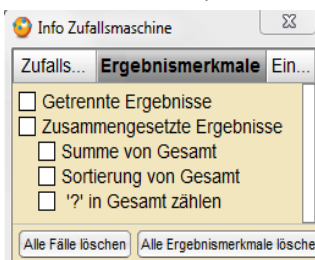 Info Zufallsmaschine
Zufalls... Ergebnismerkmale Ein...
Getrennte Ergebnisse
Zusammengesetzte Ergebnisse
Summe von Gesamt
Sortierung von Gesamt
'?' in Gesamt zählen
Alle Fälle löschen Alle Ergebnismerkmale lösche